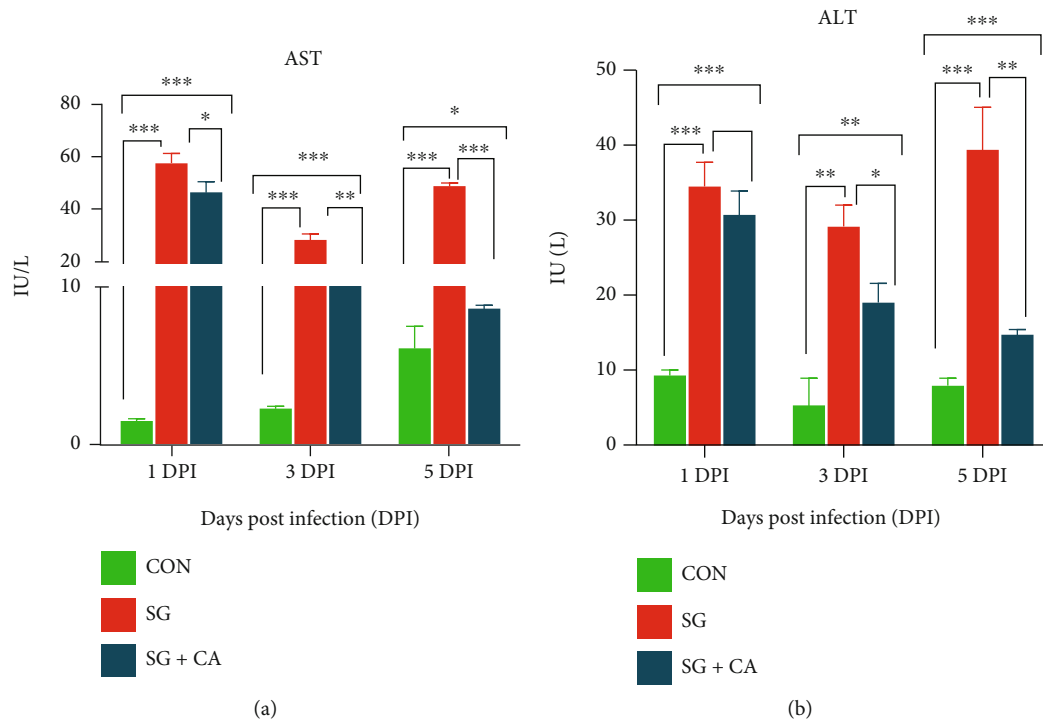 AST
IU/L
80
60
40
20
10
0
***
***
*
***
***
**
*
***
***
1 DPI 3 DPI 5 DPI
Days post infection (DPI)
CON
SG
SG + CA
(a)
ALT
IU (L)
50
40
30
20
10
0
***
***
**
**
*
***
***
**
1 DPI 3 DPI 5 DPI
Days post infection (DPI)
CON
SG
SG + CA
(b)